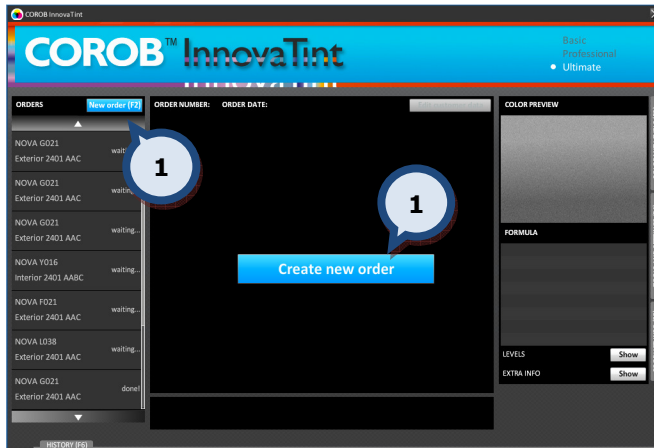 COROB InnovaTint
COROB™ InnovaTint
Basic
Professional
Ultimate
ORDERS New order (F2) ORDER NUMBER: ORDER DATE: COLOR PREVIEW
NOVA G021
Exterior 2401 AAC
1
NOVA G021 waiting...
Exterior 2401 AAC
1
NOVA G021 waiting...
Exterior 2401 AAC
FORMULA
NOVA Y016 waiting...
Interior 2401 AABC
Create new order
NOVA F021 waiting...
Exterior 2401 AAC
NOVA L038 waiting...
Exterior 2401 AAC
LEVELS Show
EXTRA INFO Show
NOVA G021 done!
Exterior 2401 AAC
HISTORY (F6)